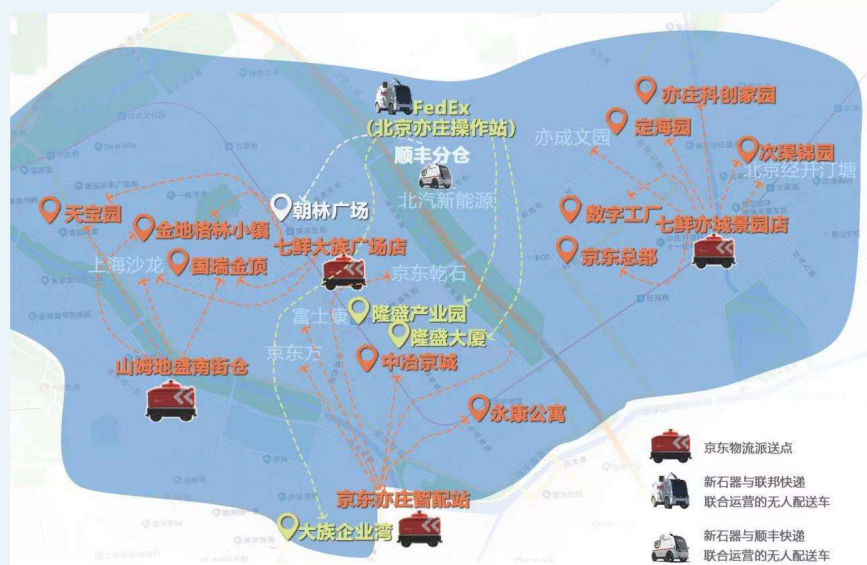 FedEx
（北京亦庄操作站）
顺丰分仓
北汽新能源
亦庄科创家园
定海园
亦成文园
次渠锦园
北京经开汀塘
数字工厂
七鲜亦城景园店
京东总部
朝林广场
天宝园
金地格林小镇
七鲜大族广场店
上海沙龙
国瑞金顶
京东乾石
隆盛产业园
富士康
隆盛大厦
京东方
中冶京城
山姆地盛南街仓
永康公寓
京东亦庄智配站
大族企业湾
京东物流派送点
新石器与联邦快递
联合运营的无人配送车
新石器与顺丰快递
联合运营的无人配送车